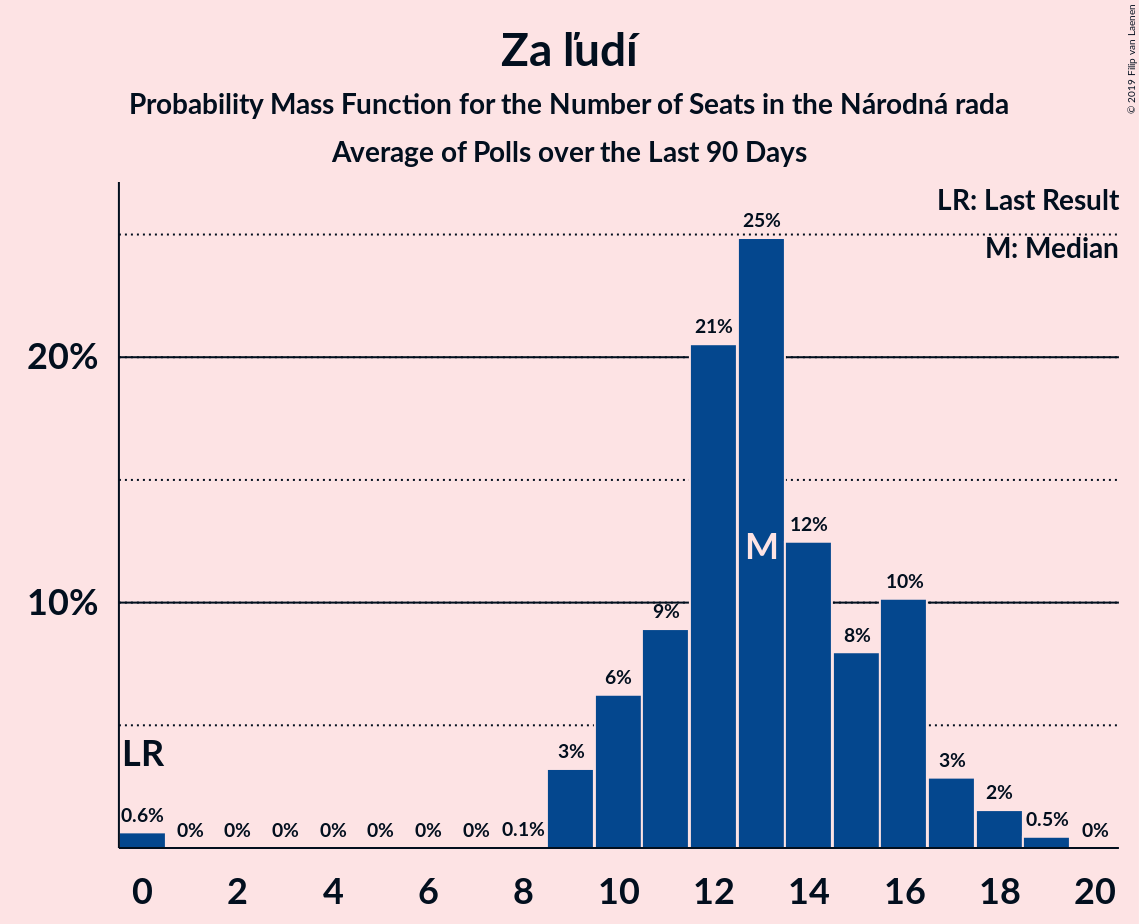 Za ľudí
Probability Mass Function for the Number of Seats in the Národná rada
Average of Polls over the Last 90 Days
© 2019 Filip van Laenen
LR: Last Result
M: Median
25%
21%
20%
12%
M
10%
10%
9%
8%
6%
LR
3%
3%
2%
0.6%
0%
0%
0%
0%
0%
0%
0%
0.1%
0.5%
0%
0 2 4 6 8 10 12 14 16 18 20